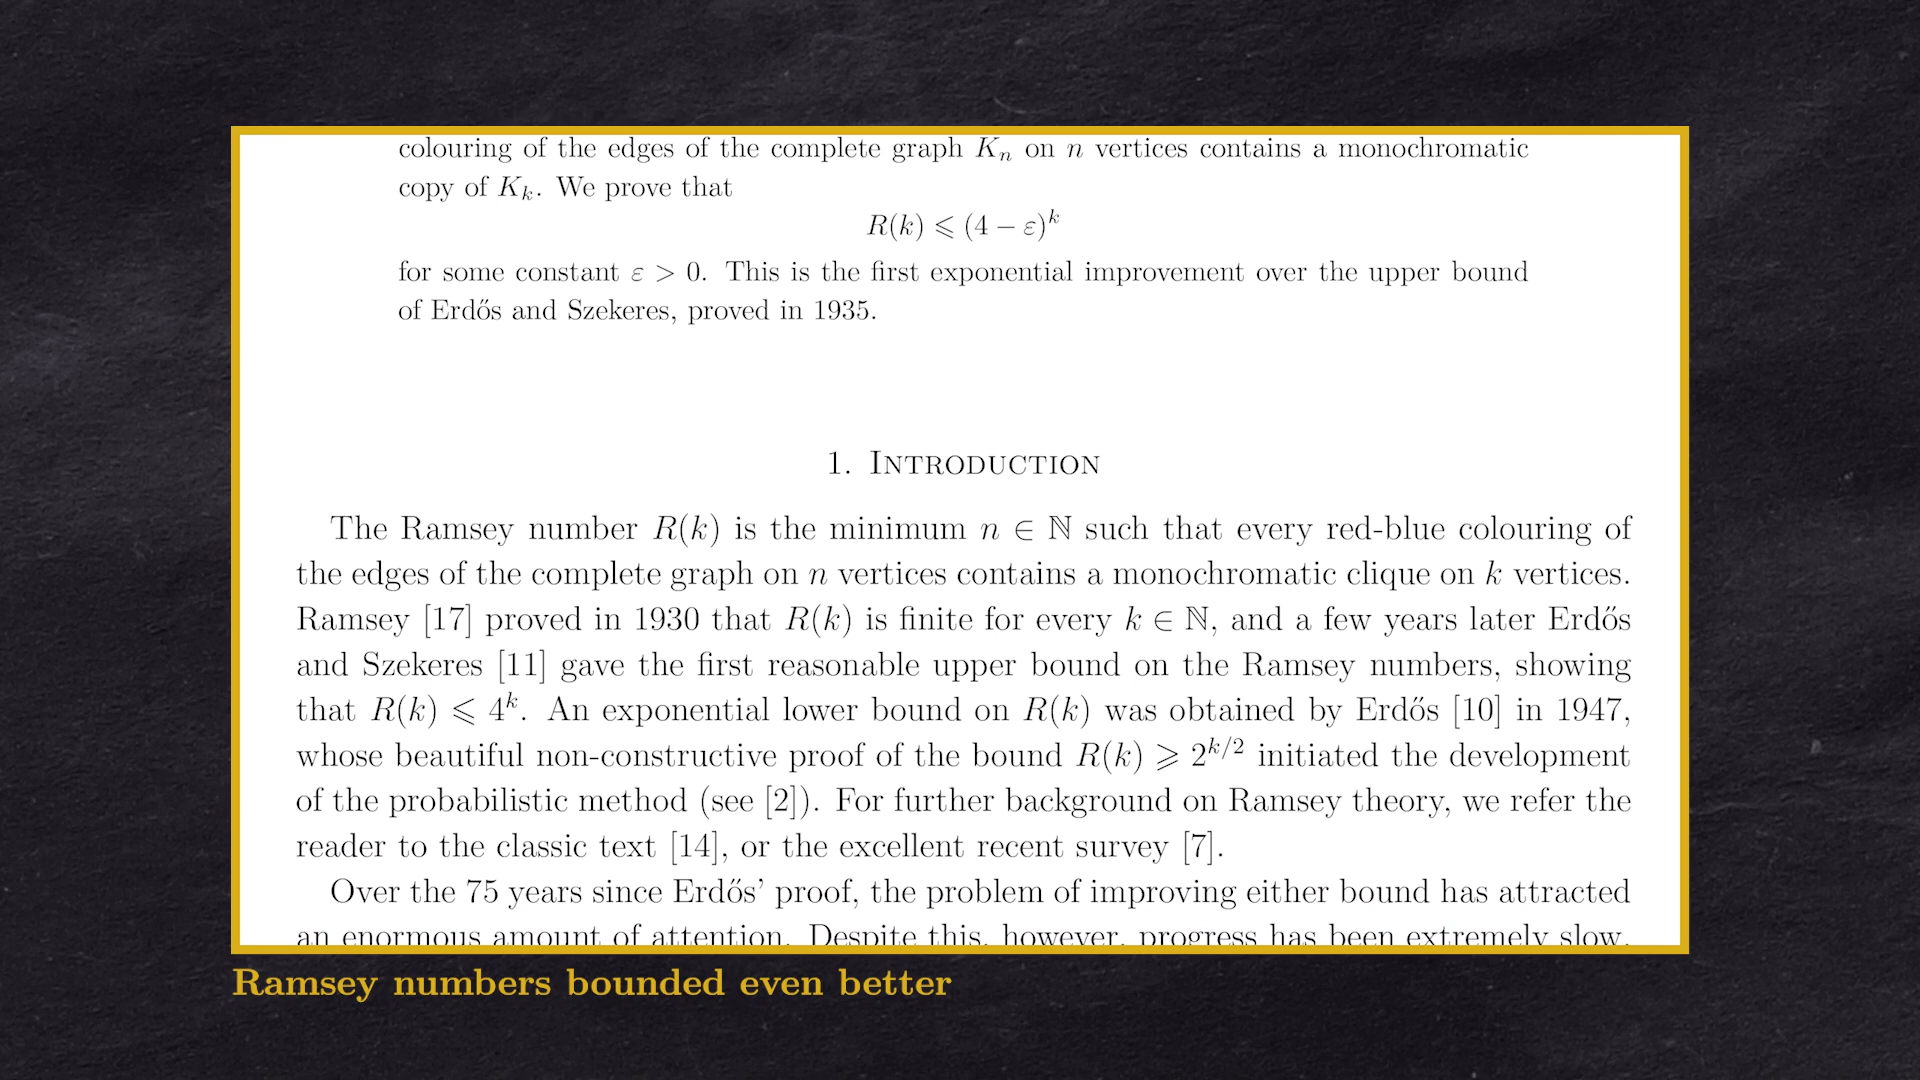 colouring of the edges of the complete graph Kₙ on n vertices contains a monochromatic
copy of Kₖ. We prove that
R(k) ⩽ (4 − ε)ᵏ
for some constant ε > 0. This is the first exponential improvement over the upper bound
of Erdős and Szekeres, proved in 1935.
1. Introduction
The Ramsey number R(k) is the minimum n ∈ ℕ such that every red-blue colouring of
the edges of the complete graph on n vertices contains a monochromatic clique on k vertices.
Ramsey [17] proved in 1930 that R(k) is finite for every k ∈ ℕ, and a few years later Erdős
and Szekeres [11] gave the first reasonable upper bound on the Ramsey numbers, showing
that R(k) ⩽ 4ᵏ. An exponential lower bound on R(k) was obtained by Erdős [10] in 1947,
whose beautiful non-constructive proof of the bound R(k) ⩾ 2^{k/2} initiated the development
of the probabilistic method (see [2]). For further background on Ramsey theory, we refer the
reader to the classic text [14], or the excellent recent survey [7].
Over the 75 years since Erdős’ proof, the problem of improving either bound has attracted
an enormous amount of attention. Despite this, however, progress has been extremely slow.
Ramsey numbers bounded even better